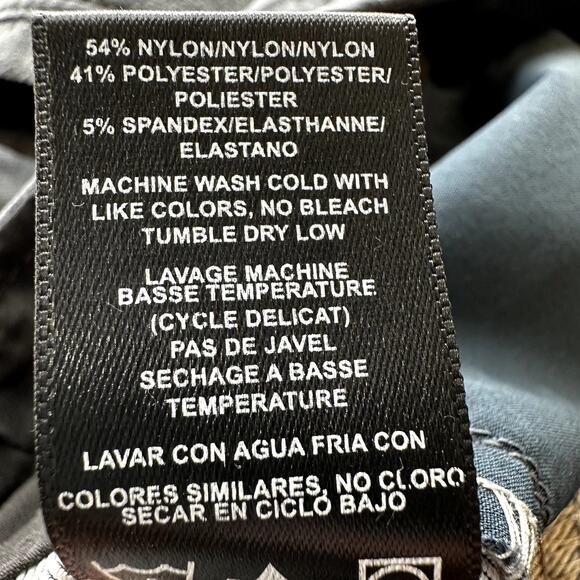 54% NYLON/NYLON/NYLON
41% POLYESTER/POLYESTER/
POLIESTER
5% SPANDEX/ELASTHANNE/
ELASTANO
MACHINE WASH COLD WITH
LIKE COLORS, NO BLEACH
TUMBLE DRY LOW
LAVAGE MACHINE
BASSE TEMPERATURE
(CYCLE DELICAT)
PAS DE JAVEL
SECHAGE A BASSE
TEMPERATURE
LAVAR CON AGUA FRIA CON
COLORES SIMILARES, NO CLORO
SECAR EN CICLO BAJO